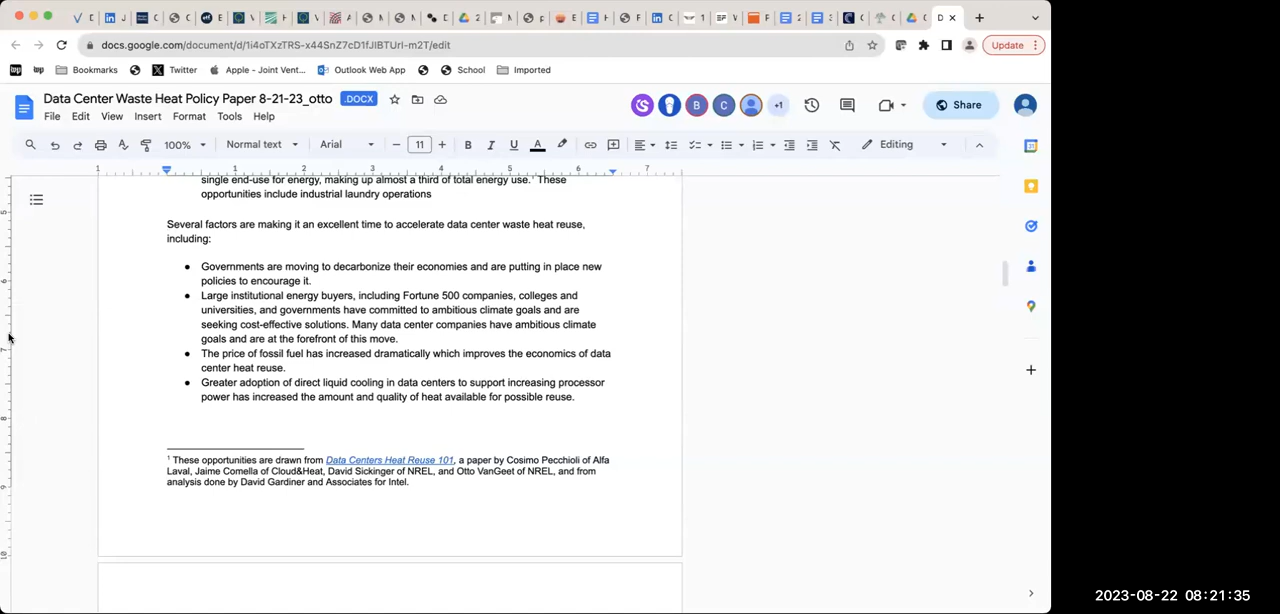 docs.google.com/document/d/1i4oTXzTRS-x44SnZ7cD1fJIBTUrI-m2T/edit
Update
Bookmarks
Twitter
Apple - Joint Vent...
Outlook Web App
School
Imported
Data Center Waste Heat Policy Paper 8-21-23_otto
.DOCX
+1
Share
File Edit View Insert Format Tools Help
100% Normal text Arial 11 Editing
1 1 2 3 4 5 6 7
single end-use for energy, making up almost a third of total energy use.¹ These
opportunities include industrial laundry operations
Several factors are making it an excellent time to accelerate data center waste heat reuse,
including:
● Governments are moving to decarbonize their economies and are putting in place new
policies to encourage it.
● Large institutional energy buyers, including Fortune 500 companies, colleges and
universities, and governments have committed to ambitious climate goals and are
seeking cost-effective solutions. Many data center companies have ambitious climate
goals and are at the forefront of this move.
● The price of fossil fuel has increased dramatically which improves the economics of data
center heat reuse.
● Greater adoption of direct liquid cooling in data centers to support increasing processor
power has increased the amount and quality of heat available for possible reuse.
¹ These opportunities are drawn from Data Centers Heat Reuse 101, a paper by Cosimo Pecchioli of Alfa
Laval, Jaime Comella of Cloud&Heat, David Sickinger of NREL, and Otto VanGeet of NREL, and from
analysis done by David Gardiner and Associates for Intel.
2023-08-22 08:21:35